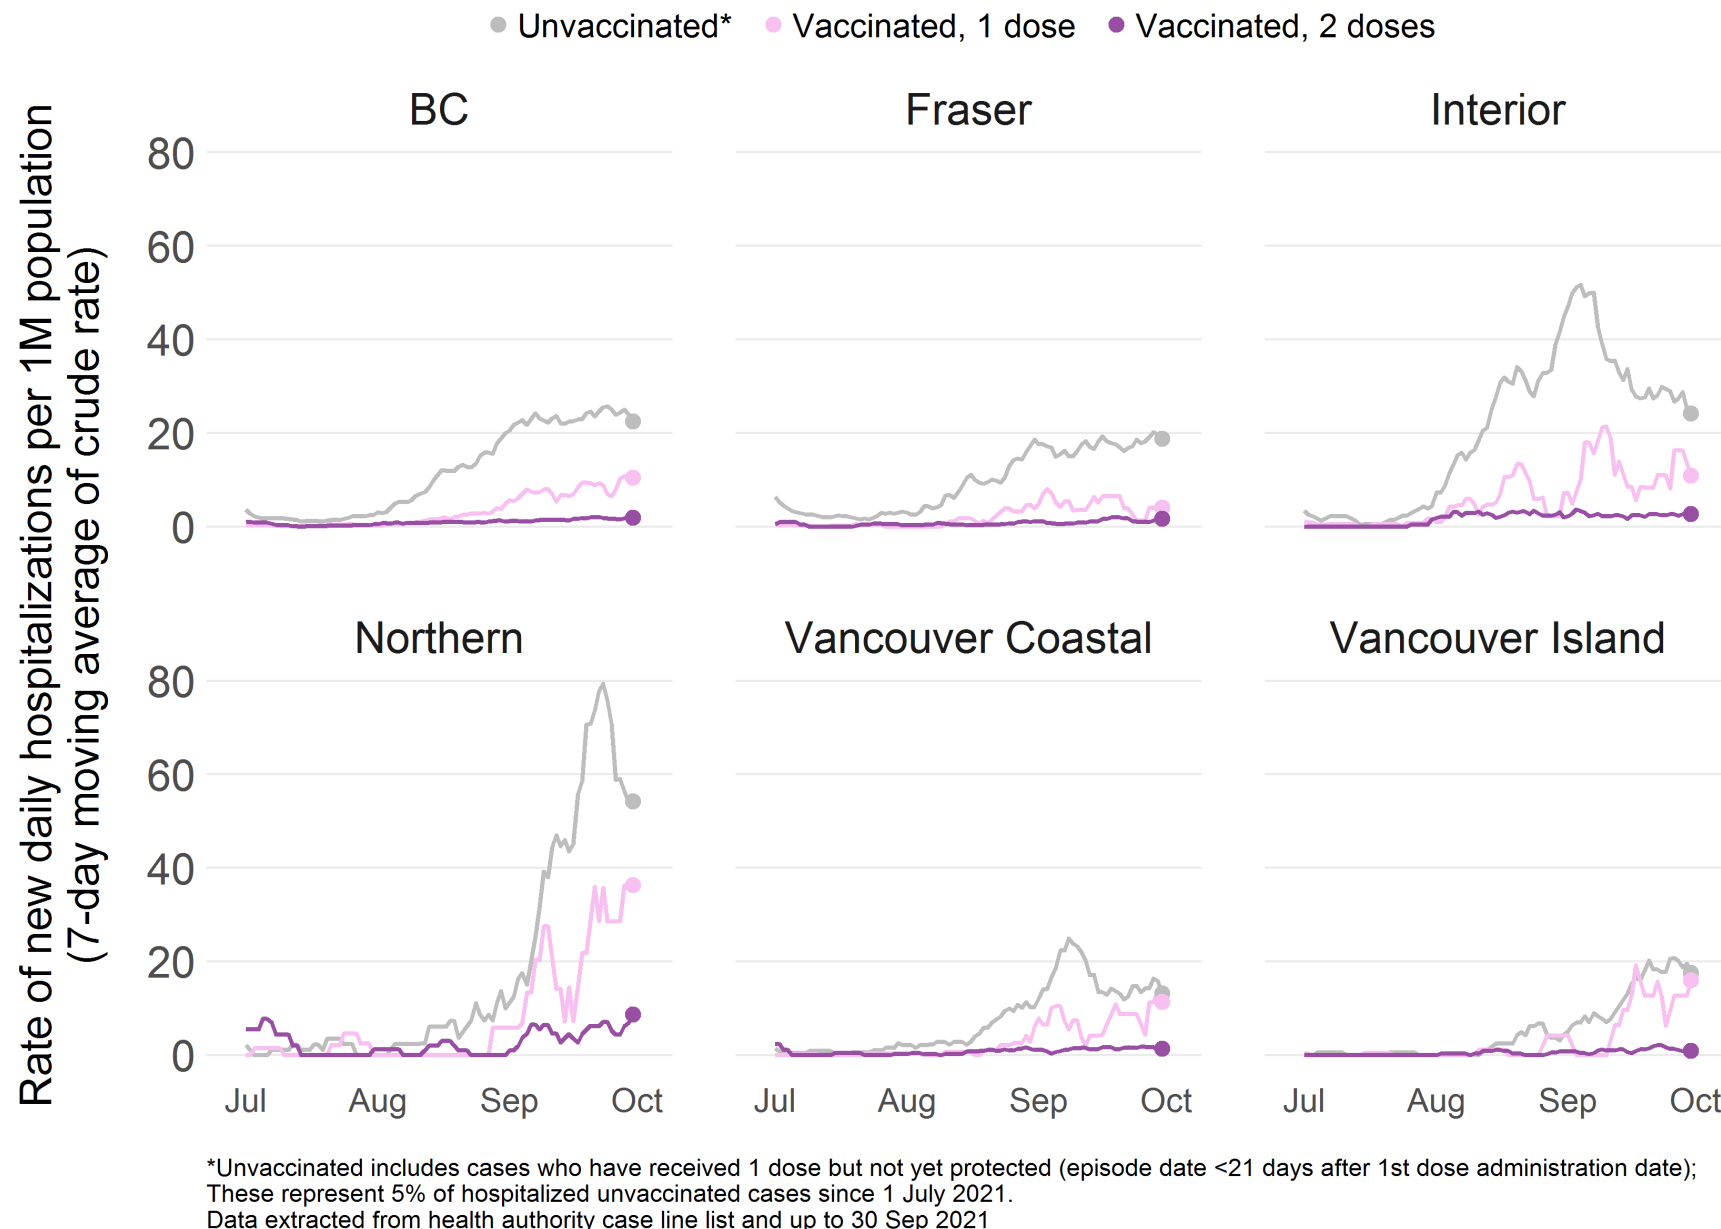 Unvaccinated* Vaccinated, 1 dose Vaccinated, 2 doses
Rate of new daily hospitalizations per 1M population
(7-day moving average of crude rate)
BC Fraser Interior
80
60
40
20
0
Northern Vancouver Coastal Vancouver Island
80
60
40
20
0
Jul Aug Sep Oct Jul Aug Sep Oct Jul Aug Sep Oct
*Unvaccinated includes cases who have received 1 dose but not yet protected (episode date <21 days after 1st dose administration date);
These represent 5% of hospitalized unvaccinated cases since 1 July 2021.
Data extracted from health authority case line list and up to 30 Sep 2021